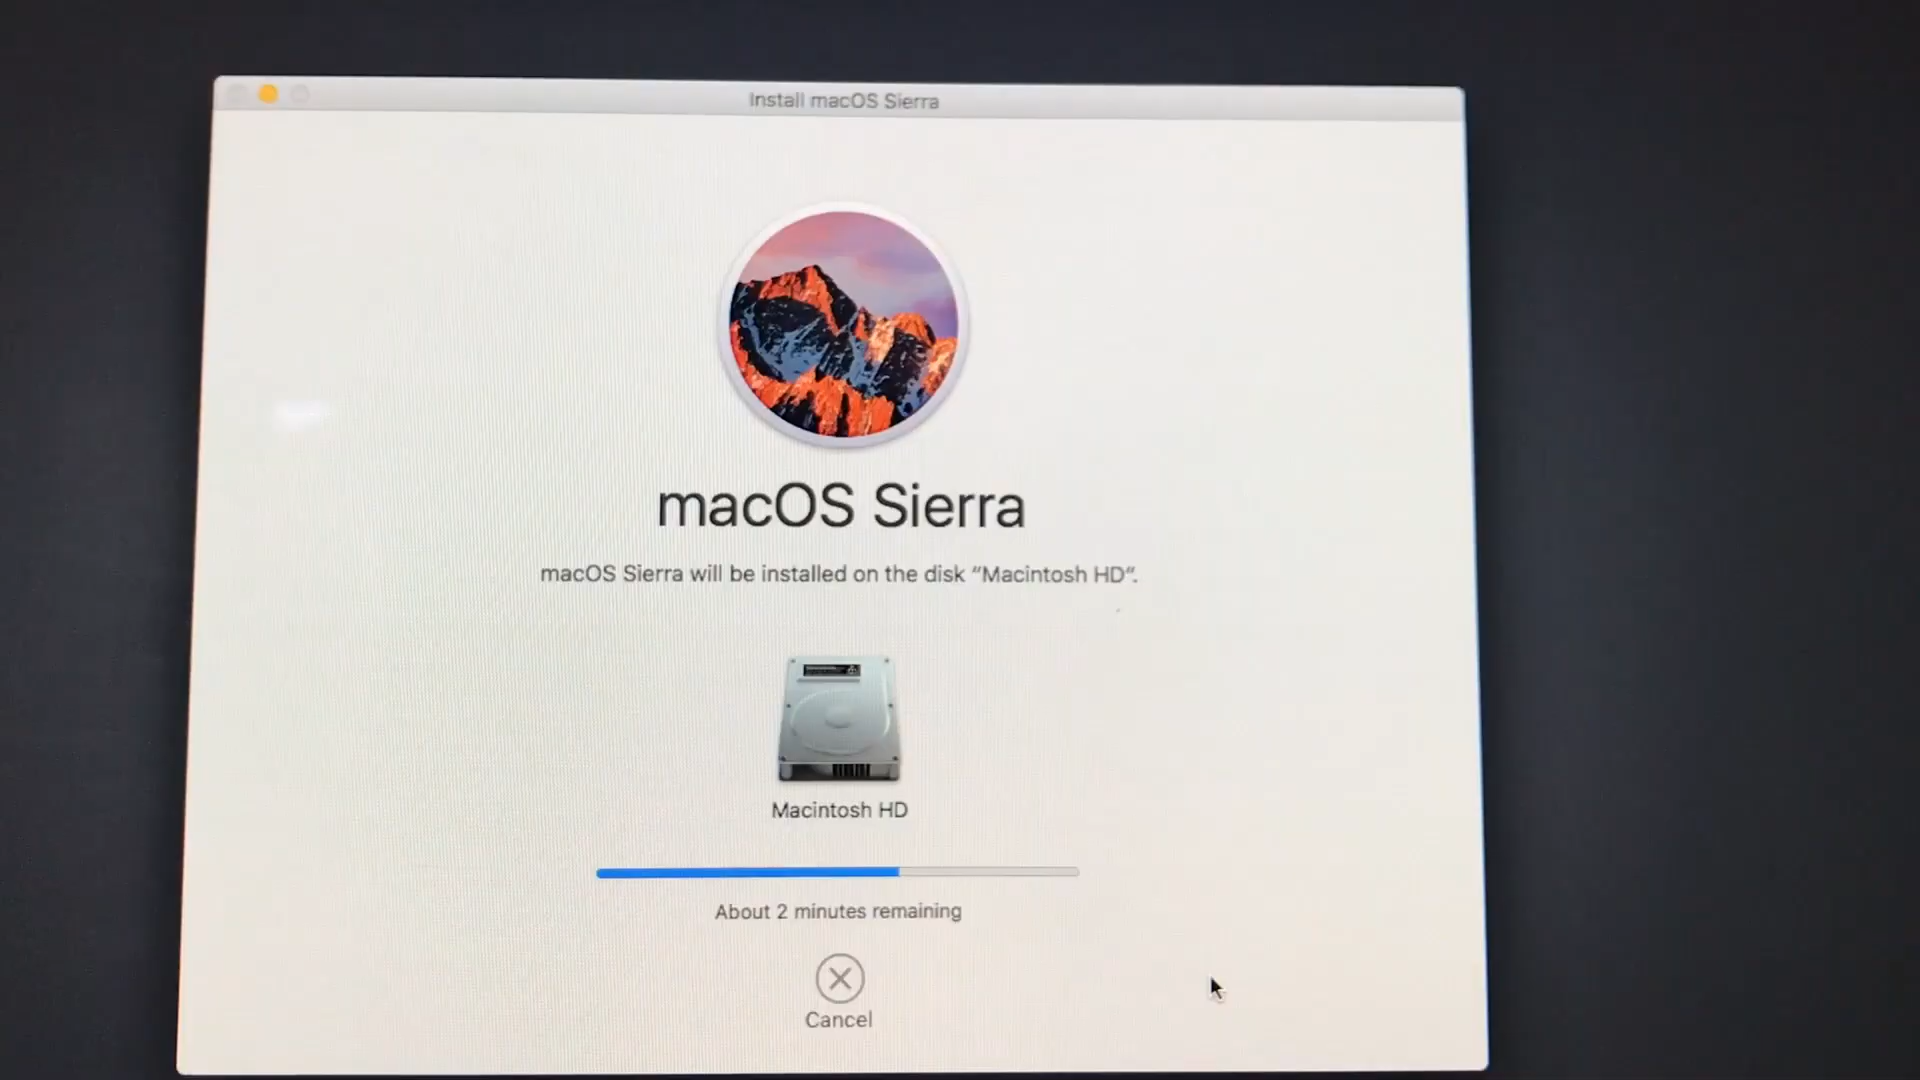 Install macOS Sierra
macOS Sierra
macOS Sierra will be installed on the disk “Macintosh HD“.
Macintosh HD
About 2 minutes remaining
Cancel